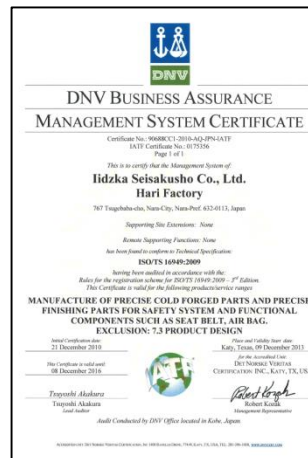 DNV
DNV BUSINESS ASSURANCE
MANAGEMENT SYSTEM CERTIFICATE
Certificate No.: 90688CC1-2010-AQ-JPN-IATF
IATF Certificate No.: 0175356
Page 1 of 1
This is to certify that the Management System of:
Iidzka Seisakusho Co., Ltd.
Hari Factory
767 Tsugehaba-cho, Nara-City, Nara-Pref. 632-0113, Japan
Supporting Site Extensions: None
Remote Supporting Functions: None
has been found to conform to Technical Specification:
ISO/TS 16949:2009
having been audited in accordance with the:
Rules for the registration scheme for ISO/TS 16949:2009 – 3rd Edition
This Certificate is valid for the following products/service ranges
MANUFACTURE OF PRECISE COLD FORGED PARTS AND PRECISE
FINISHING PARTS FOR SAFETY SYSTEM AND FUNCTIONAL
COMPONENTS SUCH AS SEAT BELT, AIR BAG.
EXCLUSION: 7.3 PRODUCT DESIGN
Initial Certification date:
21 December 2010
Place and Validity Start date
Katy, Texas, 09 December 2013
This Certificate is valid until
08 December 2016
for the Accredited Unit
DET NORSKE VERITAS
CERTIFICATION INC., KATY, TX, USA
IATF
Tsuyoshi Akakura
Tsuyoshi Akakura
Lead Auditor
Robert Kozak
Robert Kozak
Management Representative
Audit Conducted by DNV Office located in Kobe, Japan